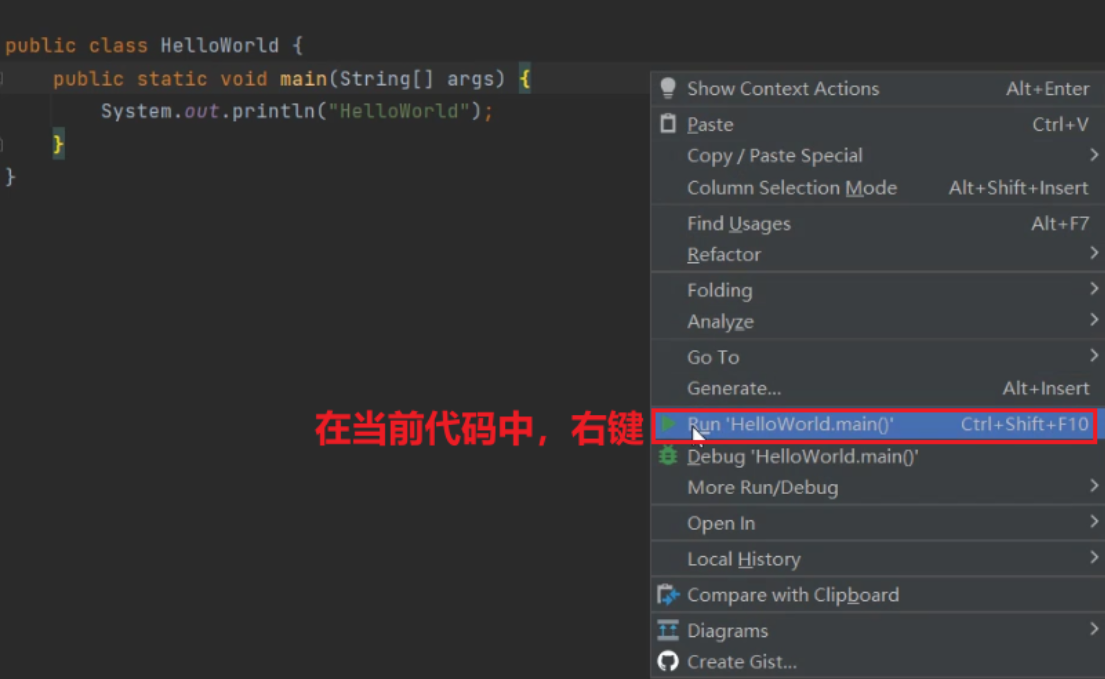 public class HelloWorld {
public static void main(String[] args) {
System.out.println("HelloWorld");
}
}
Show Context Actions Alt+Enter
Paste Ctrl+V
Copy / Paste Special
Column Selection Mode Alt+Shift+Insert
Find Usages Alt+F7
Refactor
Folding
Analyze
Go To
Generate... Alt+Insert
在当前代码中，右键
Run 'HelloWorld.main()' Ctrl+Shift+F10
Debug 'HelloWorld.main()'
More Run/Debug
Open In
Local History
Compare with Clipboard
Diagrams
Create Gist...